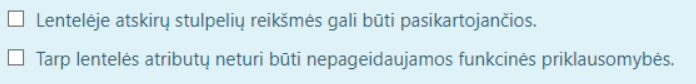 Lentelėje atskirų stulpelių reikšmės gali būti pasikartojančios.
Tarp lentelės atributų neturi būti nepageidaujamos funkcinės priklausomybės.